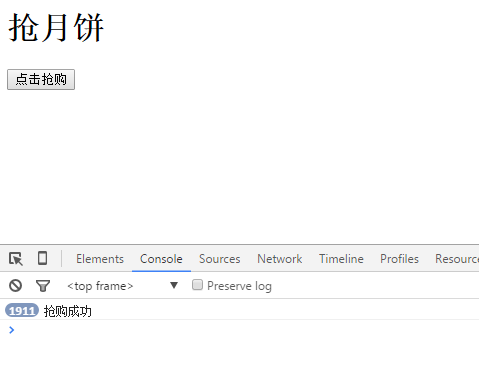 抢月饼
点击抢购
Elements Console Sources Network Timeline Profiles Resourc
<top frame> ▼ Preserve log
1911 抢购成功
>